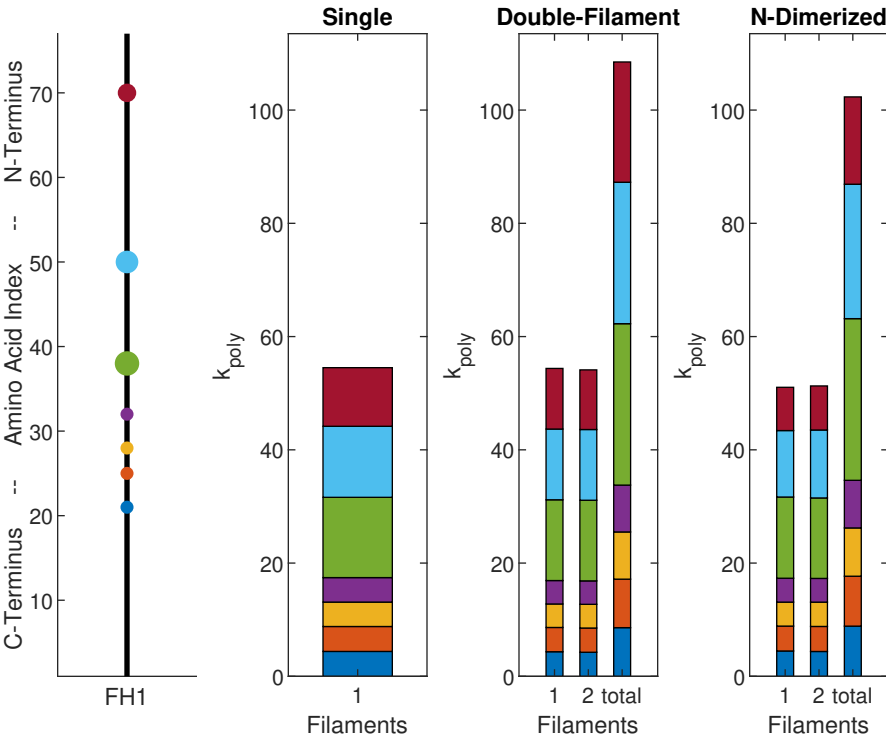 Single
Double-Filament
N-Dimerized
C-Terminus -- Amino Acid Index -- N-Terminus
70
60
50
40
30
20
10
FH1
k_poly
100
80
60
40
20
0
1
Filaments
k_poly
100
80
60
40
20
0
1 2 total
Filaments
k_poly
100
80
60
40
20
0
1 2 total
Filaments